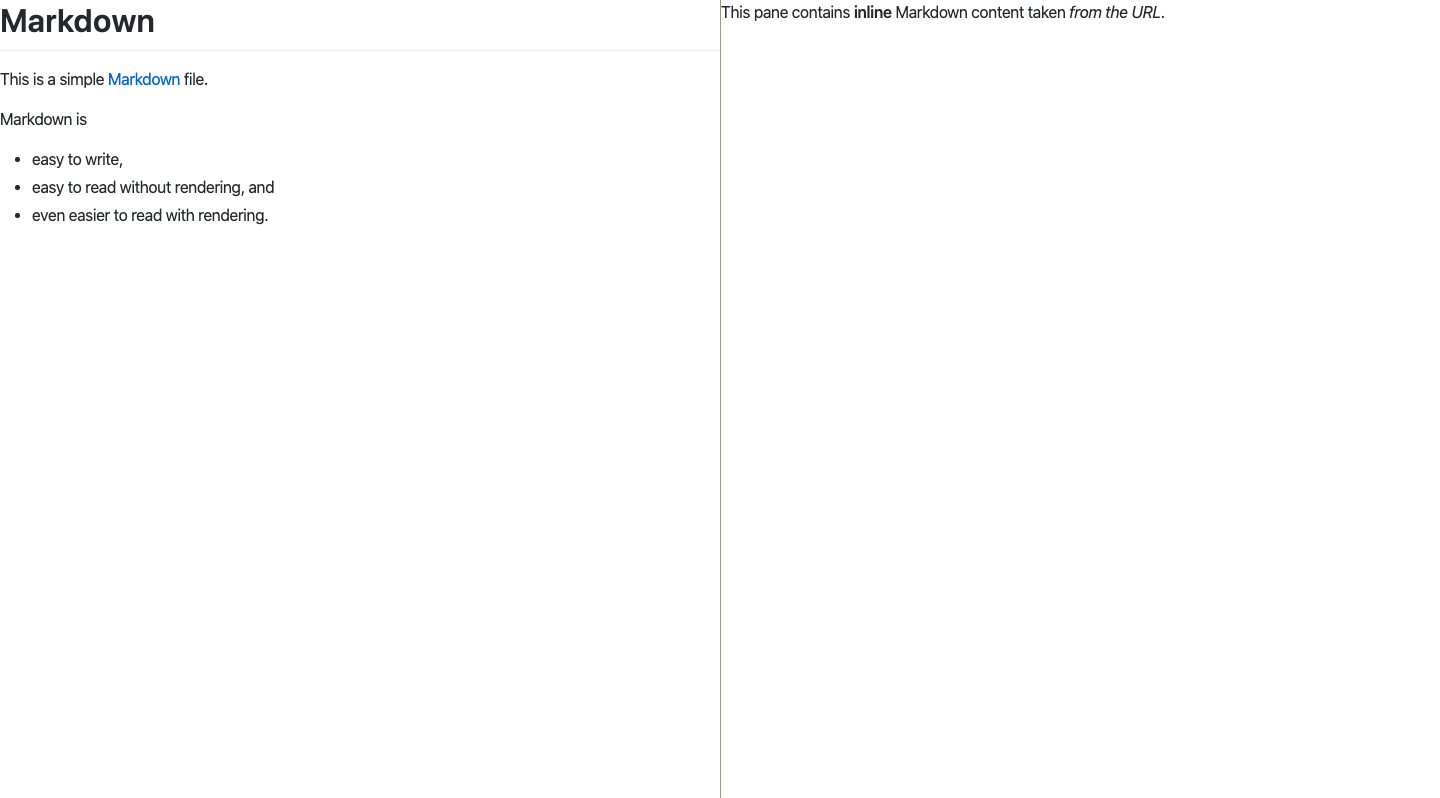 Markdown
This is a simple Markdown file.
Markdown is
easy to write,
easy to read without rendering, and
even easier to read with rendering.
This pane contains inline Markdown content taken from the URL.